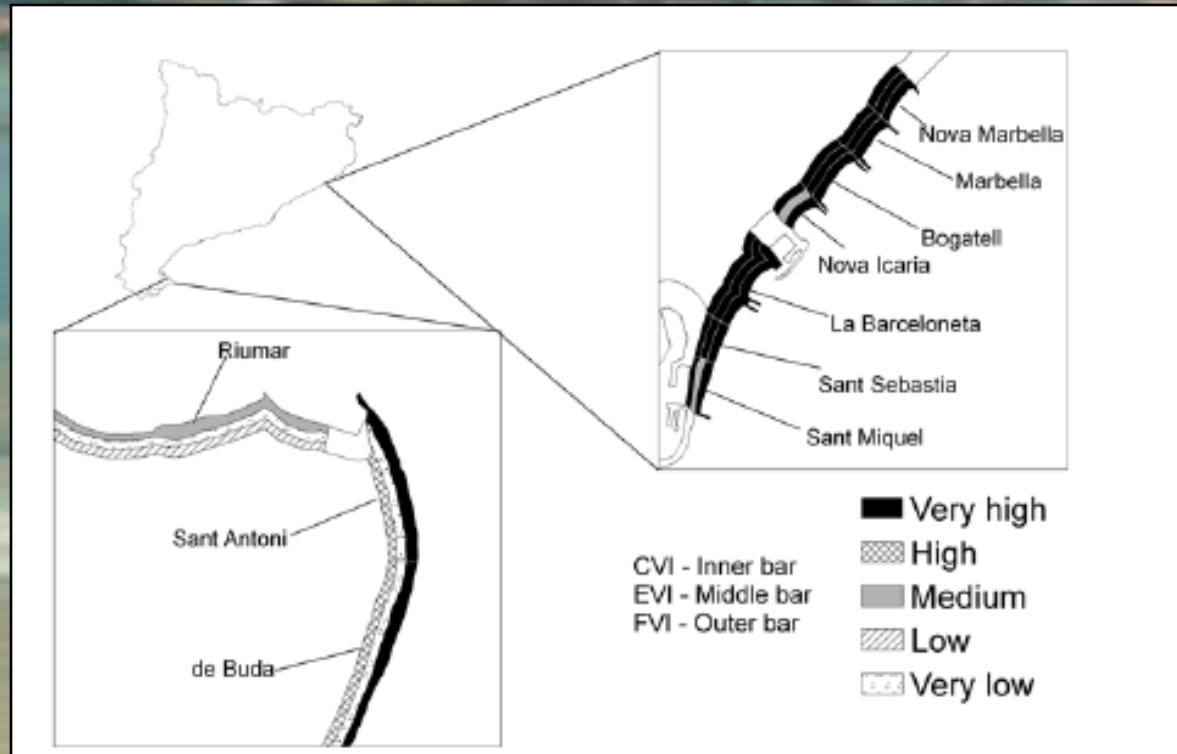 Nova Marbella
Marbella
Bogatell
Nova Icaria
La Barceloneta
Sant Sebastia
Sant Miquel
Riumar
Sant Antoni
de Buda
CVI - Inner bar
EVI - Middle bar
FVI - Outer bar
Very high
High
Medium
Low
Very low